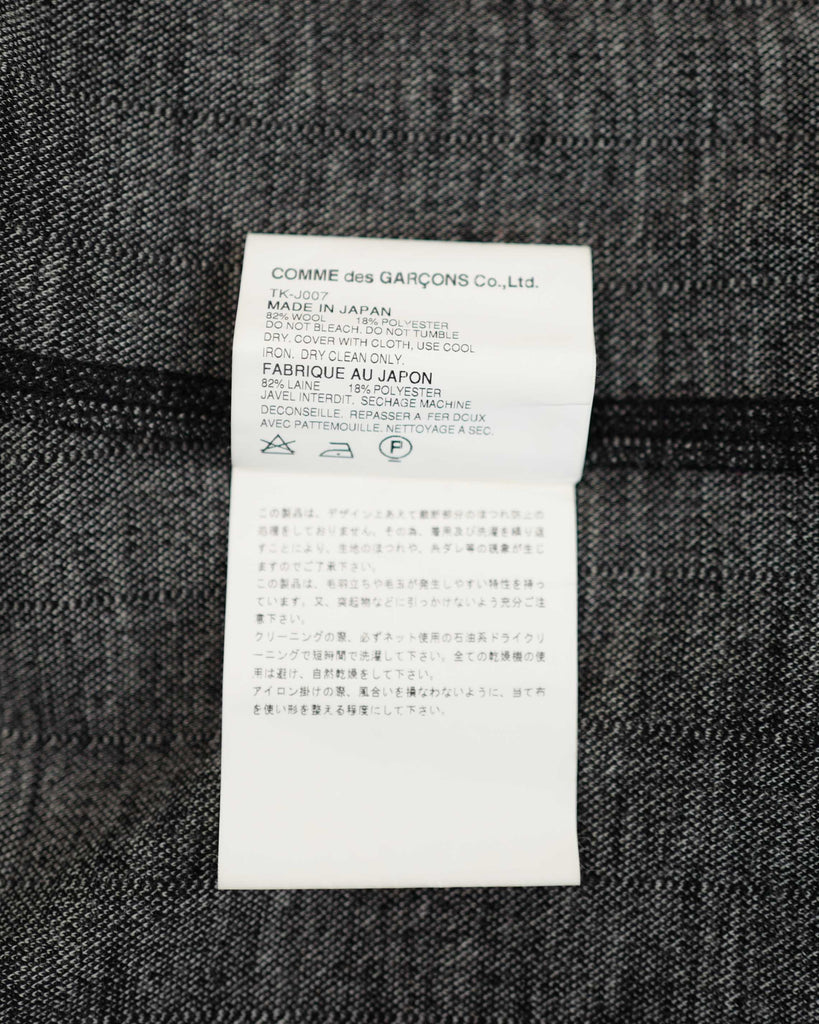 COMME des GARÇONS Co.,Ltd.
TK-J007
MADE IN JAPAN
82% WOOL 18% POLYESTER
DO NOT BLEACH. DO NOT TUMBLE
DRY. COVER WITH CLOTH, USE COOL
IRON. DRY CLEAN ONLY.
FABRIQUE AU JAPON
82% LAINE 18% POLYESTER
JAVEL INTERDIT, SECHAGE MACHINE
DECONSEILLE. REPASSER A FER DOUX
AVEC PATTEMOUILLE. NETTOYAGE A SEC.
P
この製品は、デザイン上あえて裁断部分のほつれ防止の
処理をしておりません。その為、着用及び洗濯を繰り返
すことにより、生地のほつれや、糸ダレ等の現象が生じ
ますのでご了承下さい。
この製品は、毛羽立ちや毛玉が発生しやすい特性を持っ
ています。又、突起物などに引っかけないよう充分ご注
意下さい。
クリーニングの際、必ずネット使用の石油系ドライクリ
ーニングで短時間で洗濯して下さい。全ての乾燥機の使
用は避け、自然乾燥をして下さい。
アイロン掛けの際、風合いを損なわないように、当て布
を使い形を整える程度にして下さい。